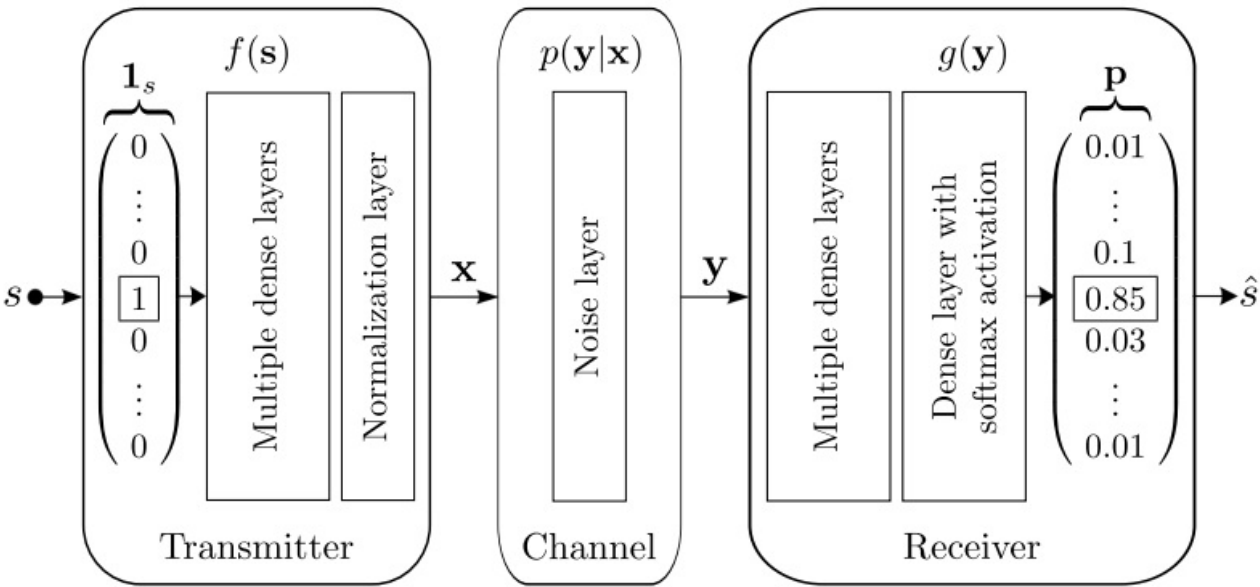 f(s)
1ₛ
0
⋮
0
1
0
⋮
0
Multiple dense layers
Normalization layer
Transmitter
s
x
p(y|x)
Noise layer
Channel
y
g(y)
Multiple dense layers
Dense layer with
softmax activation
p
0.01
⋮
0.1
0.85
0.03
⋮
0.01
Receiver
ŝ